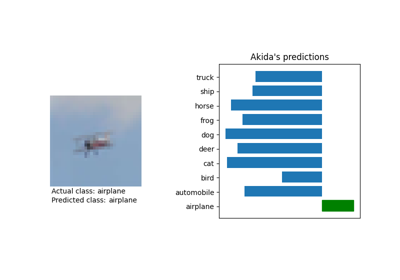 Akida's predictions
truck
ship
horse
frog
dog
deer
cat
bird
automobile
airplane
Actual class: airplane
Predicted class: airplane